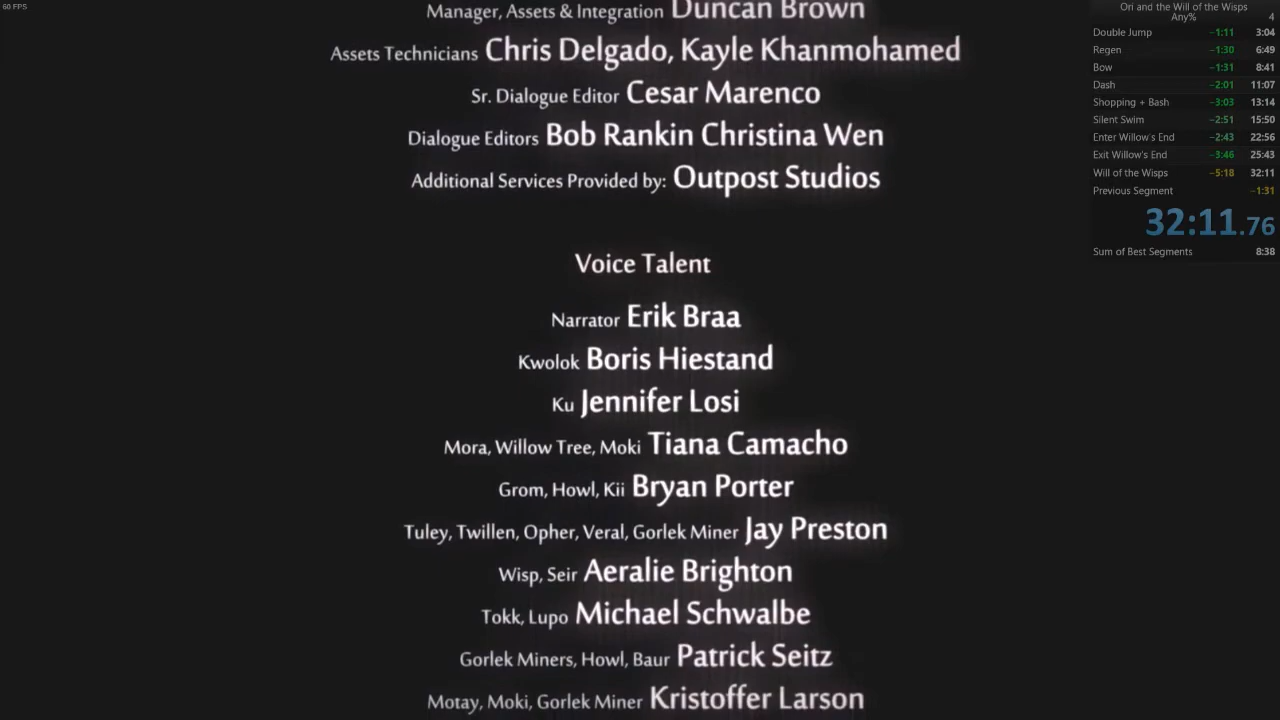 60 FPS
Manager, Assets & Integration Duncan Brown
Assets Technicians Chris Delgado, Kayle Khanmohamed
Sr. Dialogue Editor Cesar Marenco
Dialogue Editors Bob Rankin Christina Wen
Additional Services Provided by: Outpost Studios
Voice Talent
Narrator Erik Braa
Kwolok Boris Hiestand
Ku Jennifer Losi
Mora, Willow Tree, Moki Tiana Camacho
Grom, Howl, Kii Bryan Porter
Tuley, Twillen, Opher, Veral, Gorlek Miner Jay Preston
Wisp, Seir Aeralie Brighton
Tokk, Lupo Michael Schwalbe
Gorlek Miners, Howl, Baur Patrick Seitz
Motay, Moki, Gorlek Miner Kristoffer Larson
Ori and the Will of the Wisps
Any% 4
Double Jump −1:11 3:04
Regen −1:30 6:49
Bow −1:31 8:41
Dash −2:01 11:07
Shopping + Bash −3:03 13:14
Silent Swim −2:51 15:50
Enter Willow's End −2:43 22:56
Exit Willow's End −3:46 25:43
Will of the Wisps −5:18 32:11
Previous Segment −1:31
32:11.76
Sum of Best Segments 8:38